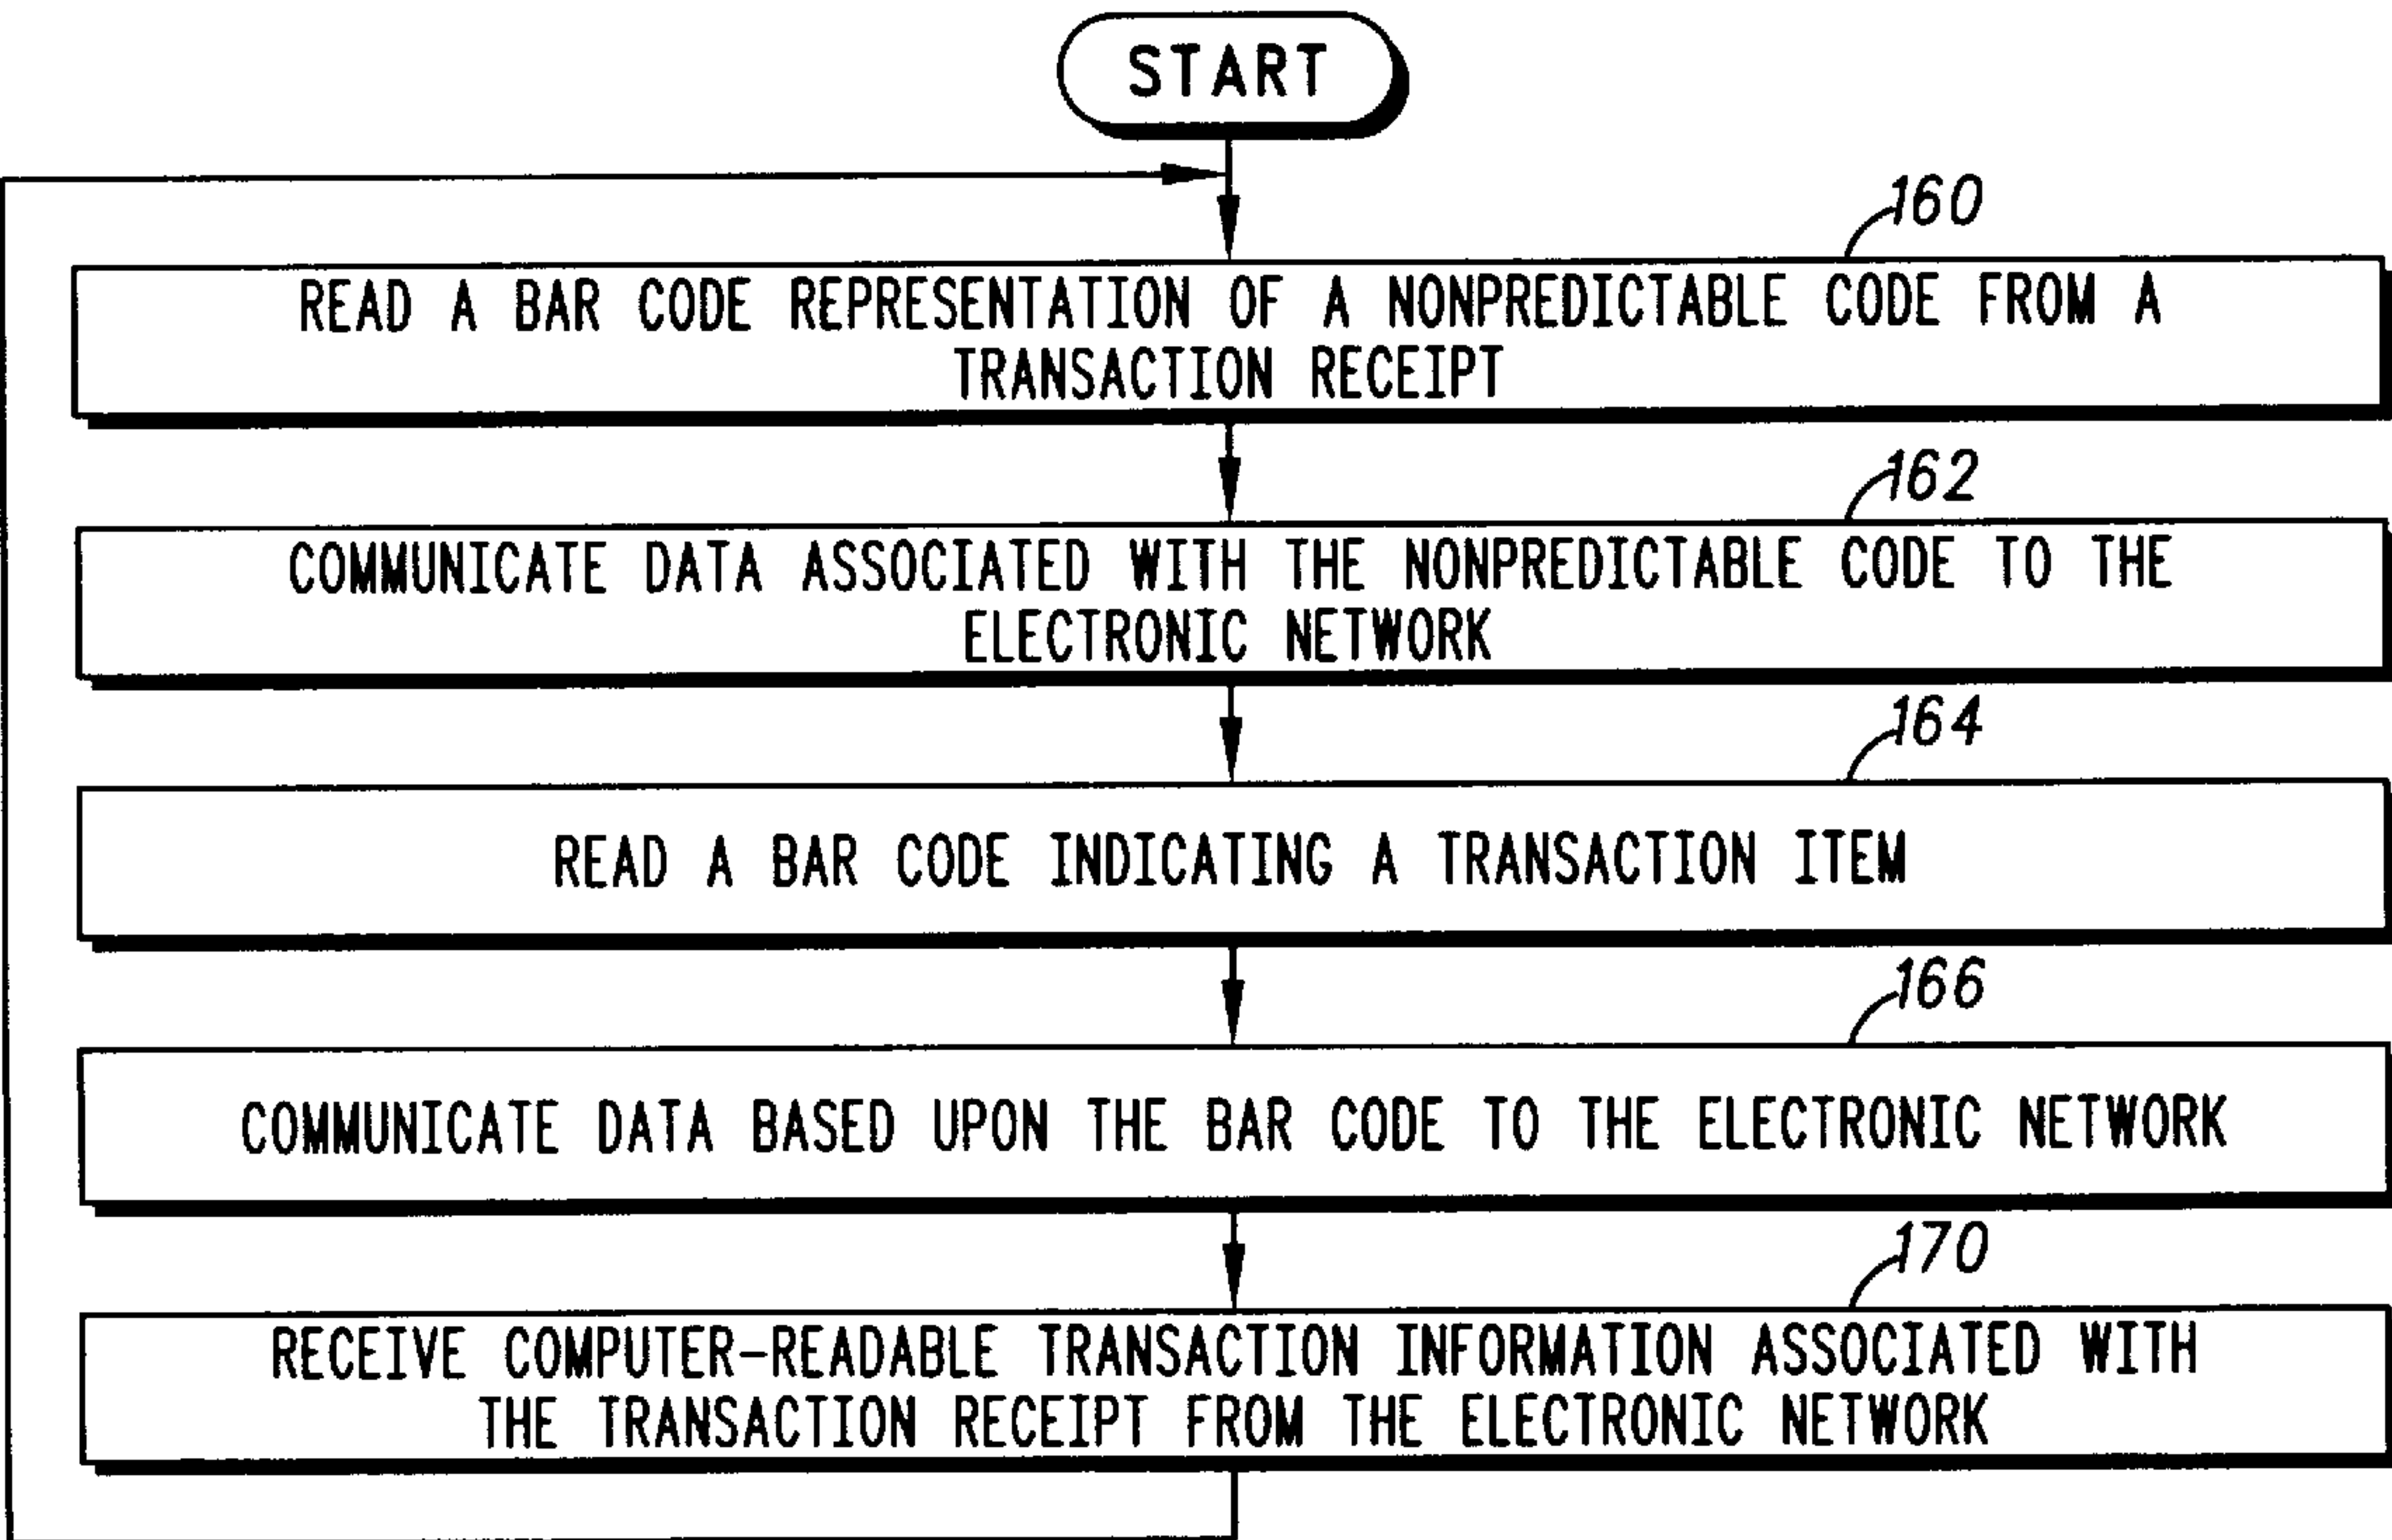 START
160
READ A BAR CODE REPRESENTATION OF A NONPREDICTABLE CODE FROM A
TRANSACTION RECEIPT
162
COMMUNICATE DATA ASSOCIATED WITH THE NONPREDICTABLE CODE TO THE
ELECTRONIC NETWORK
164
READ A BAR CODE INDICATING A TRANSACTION ITEM
166
COMMUNICATE DATA BASED UPON THE BAR CODE TO THE ELECTRONIC NETWORK
170
RECEIVE COMPUTER-READABLE TRANSACTION INFORMATION ASSOCIATED WITH
THE TRANSACTION RECEIPT FROM THE ELECTRONIC NETWORK